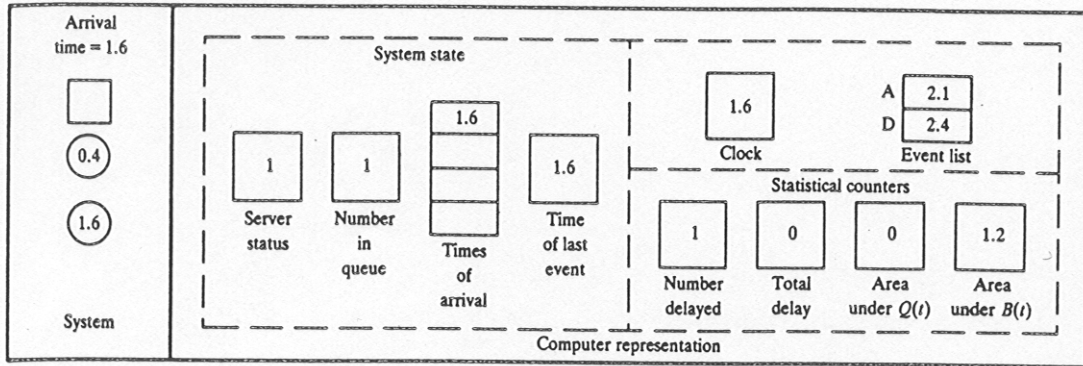 Arrival
time = 1.6
0.4
1.6
System
System state
1
Server
status
1
Number
in
queue
1.6
Times
of
arrival
1.6
Time
of last
event
1.6
Clock
A 2.1
D 2.4
Event list
Statistical counters
1
Number
delayed
0
Total
delay
0
Area
under Q(t)
1.2
Area
under B(t)
Computer representation